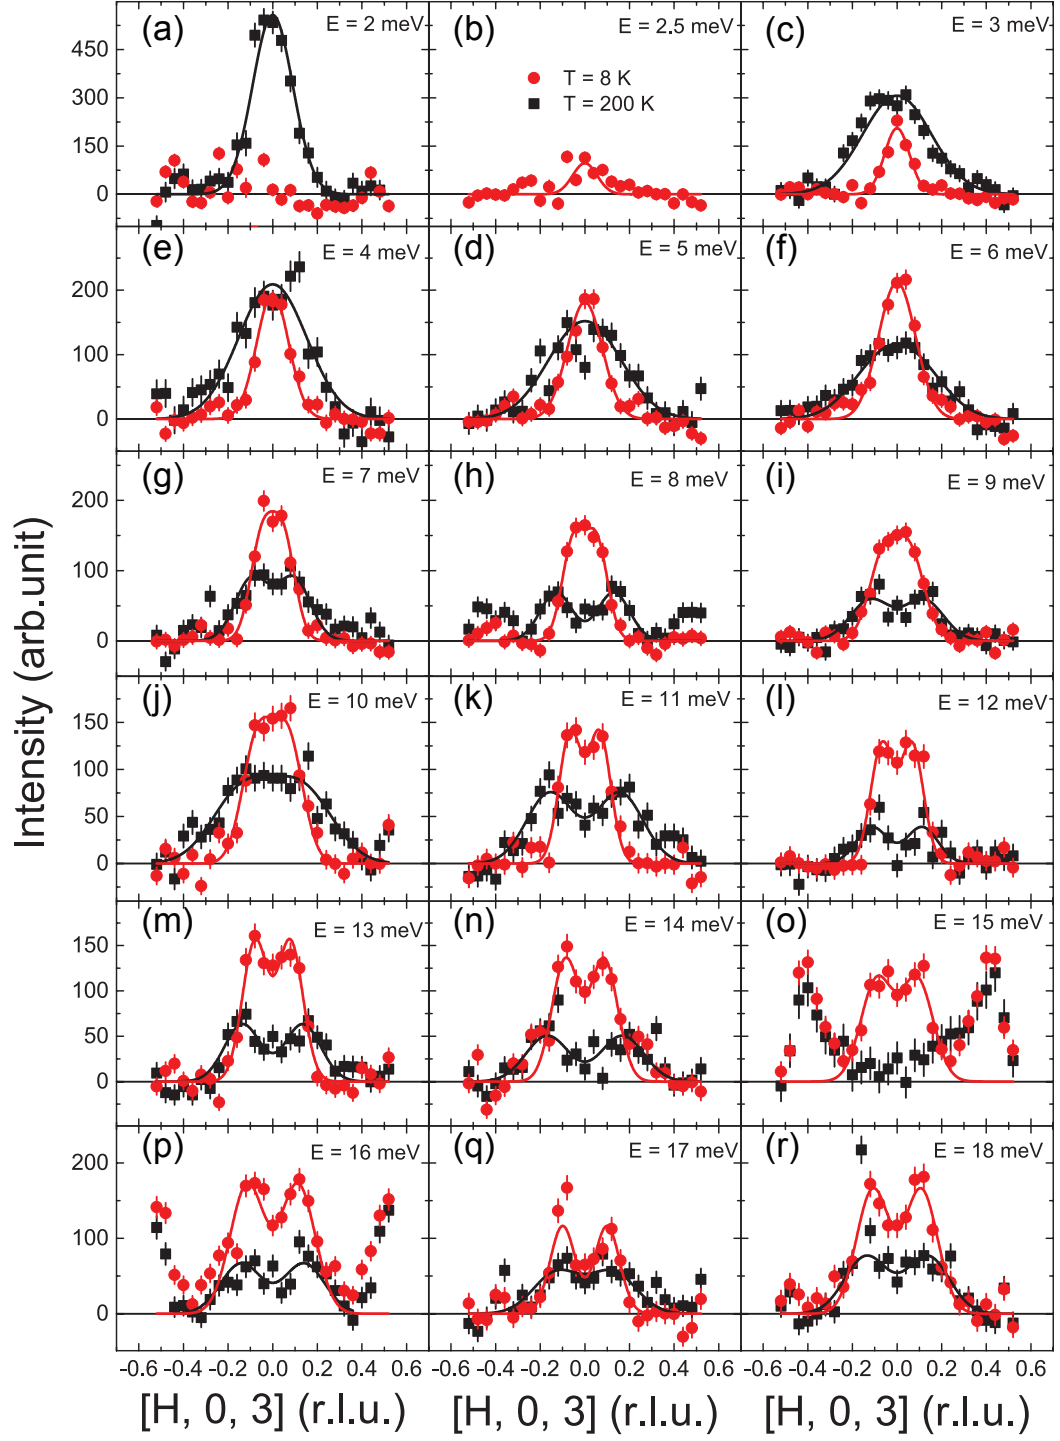 (a) E = 2 meV
(b) E = 2.5 meV
(c) E = 3 meV
T = 8 K
T = 200 K
450
300
150
0
(e) E = 4 meV
(d) E = 5 meV
(f) E = 6 meV
200
100
0
(g) E = 7 meV
(h) E = 8 meV
(i) E = 9 meV
200
100
0
Intensity (arb.unit)
(j) E = 10 meV
(k) E = 11 meV
(l) E = 12 meV
150
100
50
0
(m) E = 13 meV
(n) E = 14 meV
(o) E = 15 meV
150
100
50
0
(p) E = 16 meV
(q) E = 17 meV
(r) E = 18 meV
200
100
0
-0.6 -0.4 -0.2 0.0 0.2 0.4 0.6 -0.4 -0.2 0.0 0.2 0.4 0.6 -0.4 -0.2 0.0 0.2 0.4 0.6
[H, 0, 3] (r.l.u.) [H, 0, 3] (r.l.u.) [H, 0, 3] (r.l.u.)